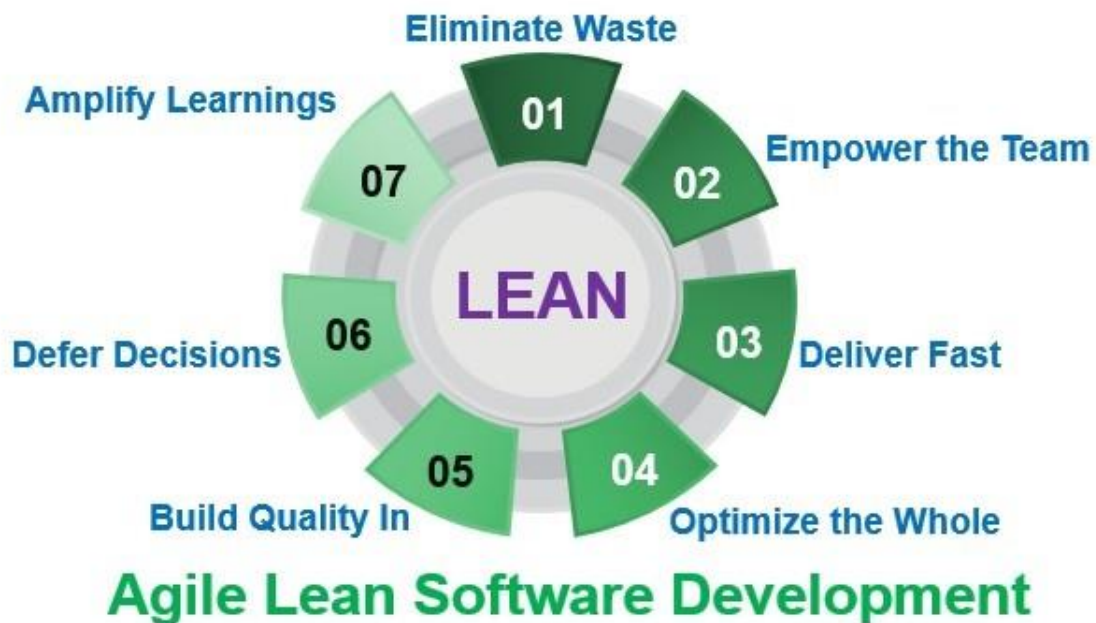 Eliminate Waste
01
Empower the Team
02
Deliver Fast
03
Optimize the Whole
04
Build Quality In
05
Defer Decisions
06
Amplify Learnings
07
LEAN
Agile Lean Software Development